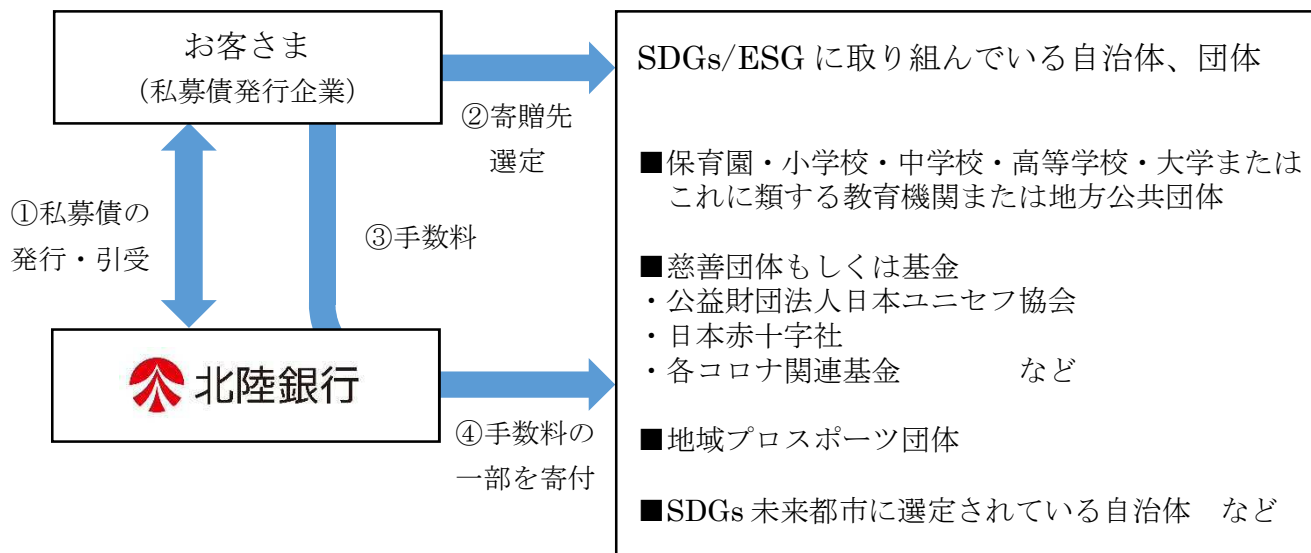 お客さま
(私募債発行企業)
①私募債の
発行・引受
②寄贈先
選定
③手数料
北陸銀行
④手数料の
一部を寄付
SDGs/ESG に取り組んでいる自治体、団体
■保育園・小学校・中学校・高等学校・大学または
これに類する教育機関または地方公共団体
■慈善団体もしくは基金
・公益財団法人日本ユニセフ協会
・日本赤十字社
・各コロナ関連基金　　　　など
■地域プロスポーツ団体
■SDGs 未来都市に選定されている自治体　など